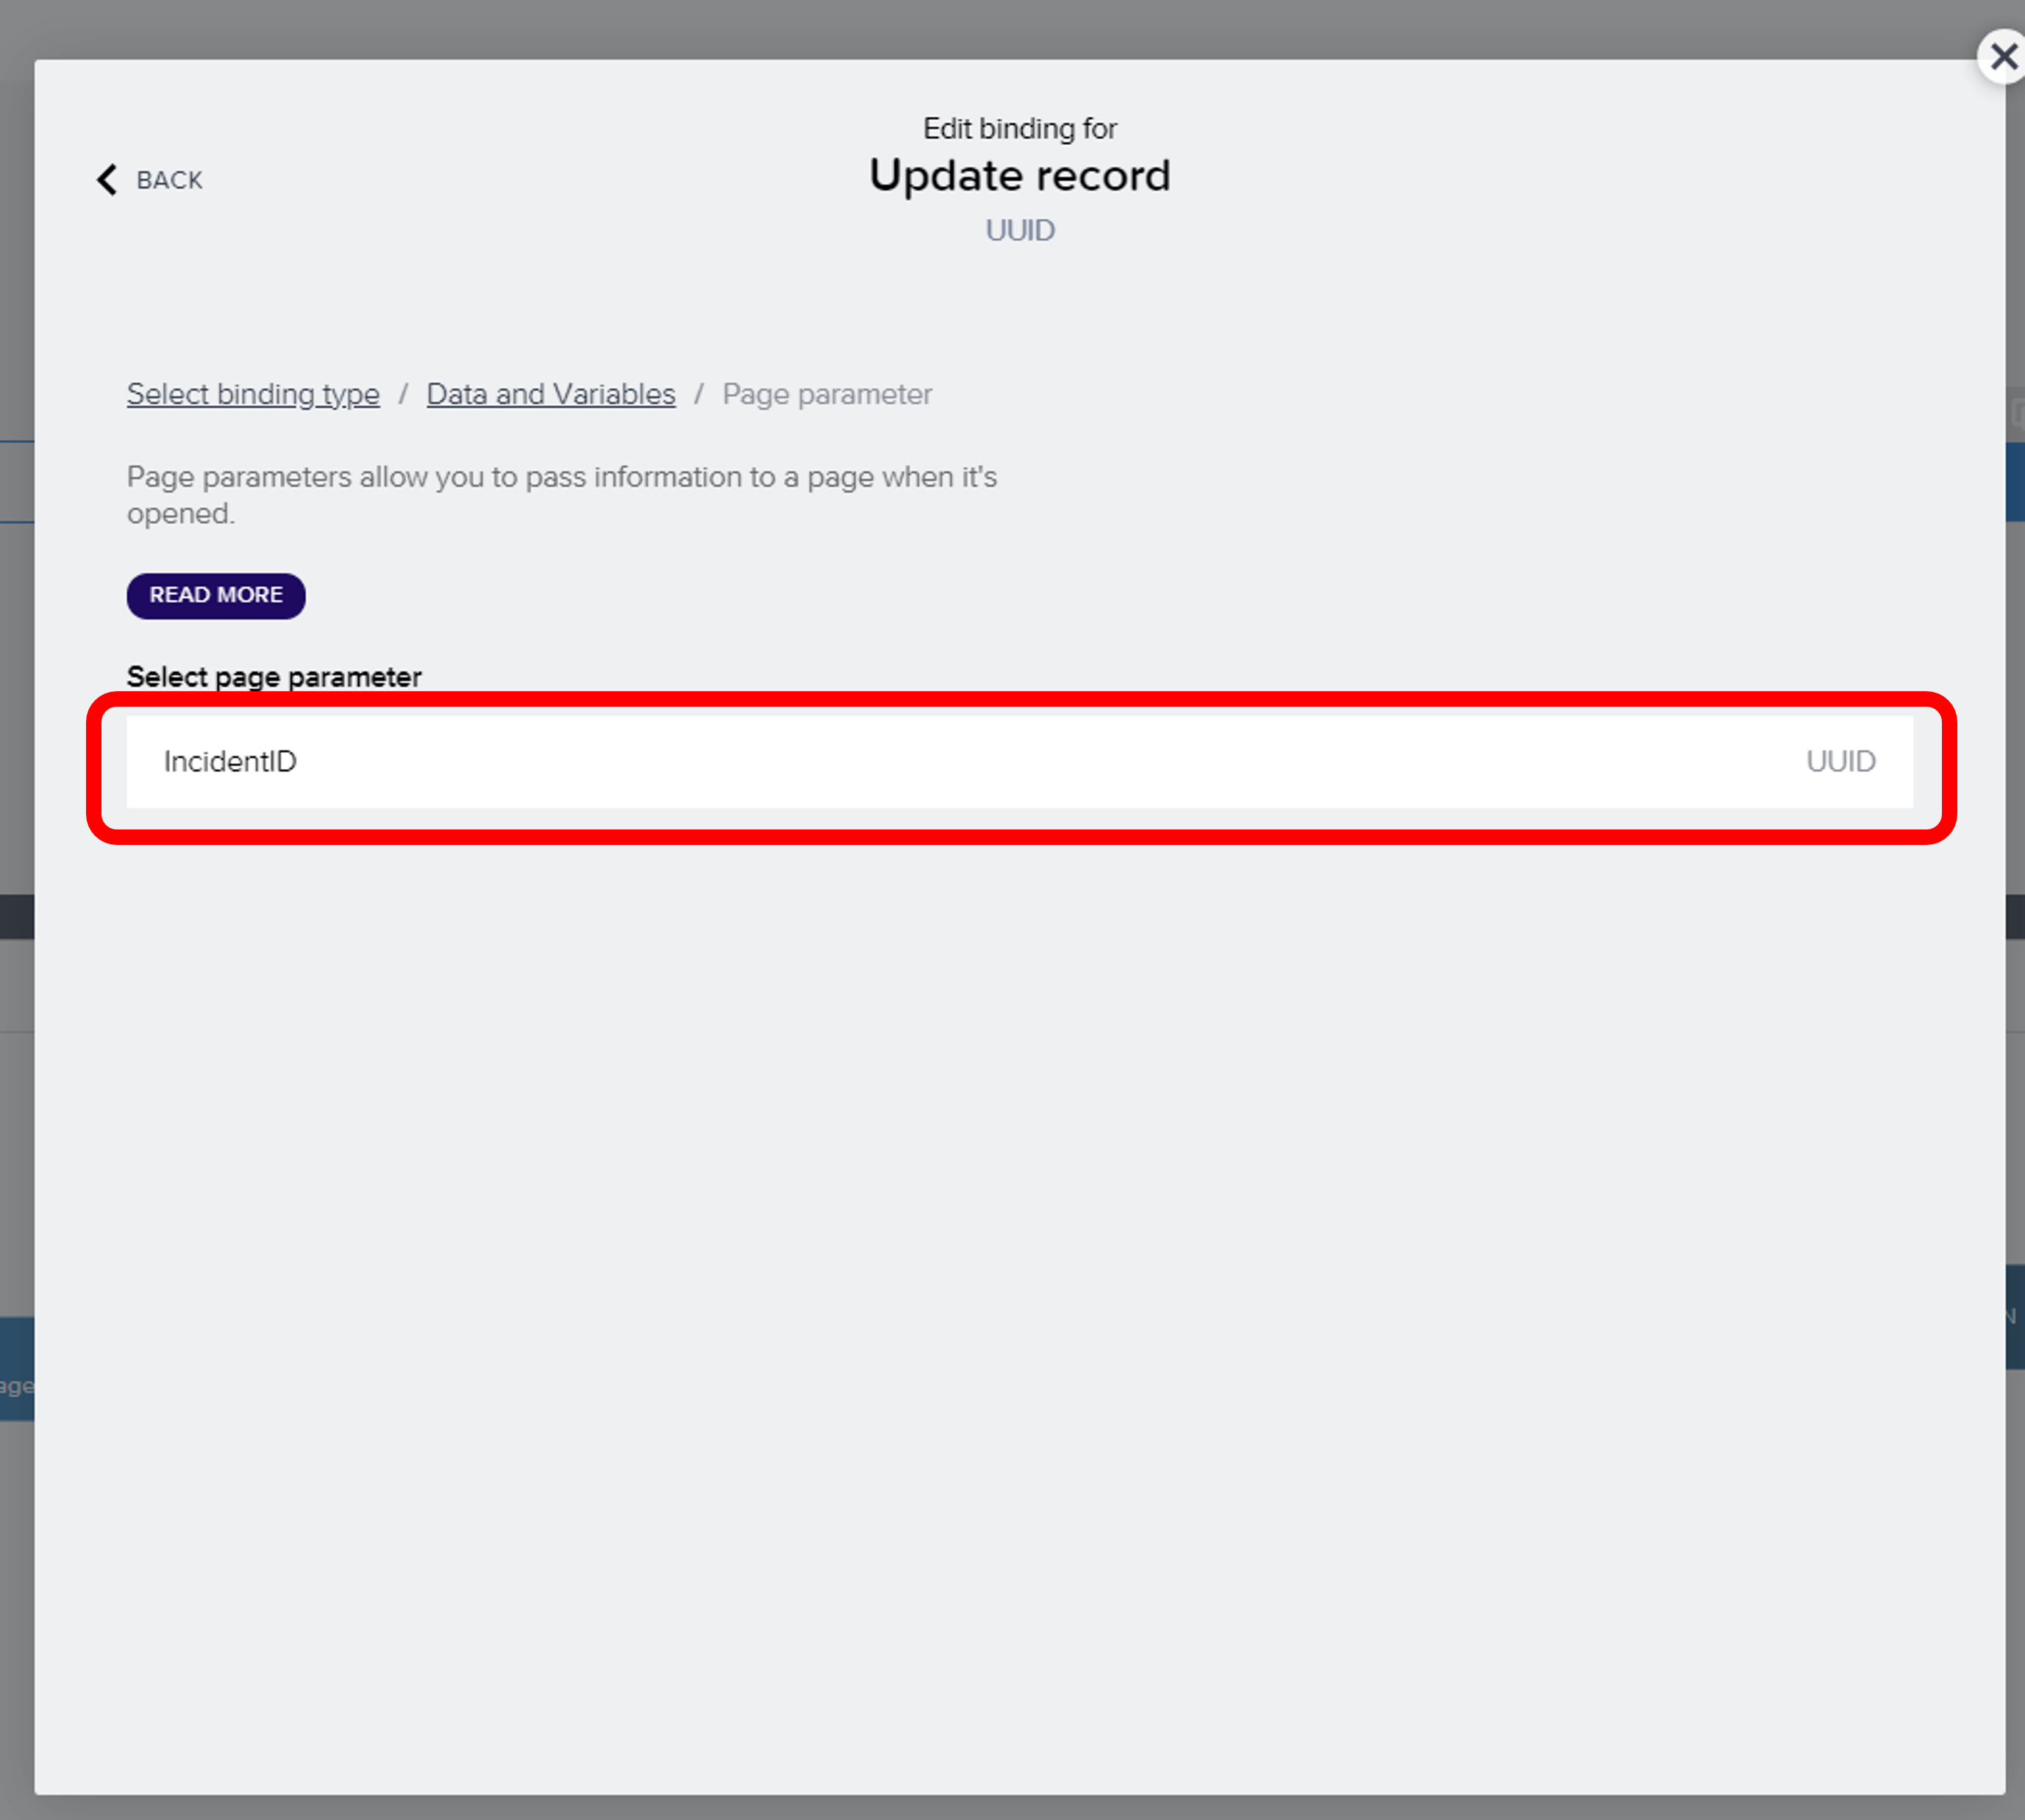 Edit binding for
BACK
Update record
UUID
Select binding type / Data and Variables / Page parameter
Page parameters allow you to pass information to a page when it's
opened.
READ MORE
Select page parameter
IncidentID UUID
N
age